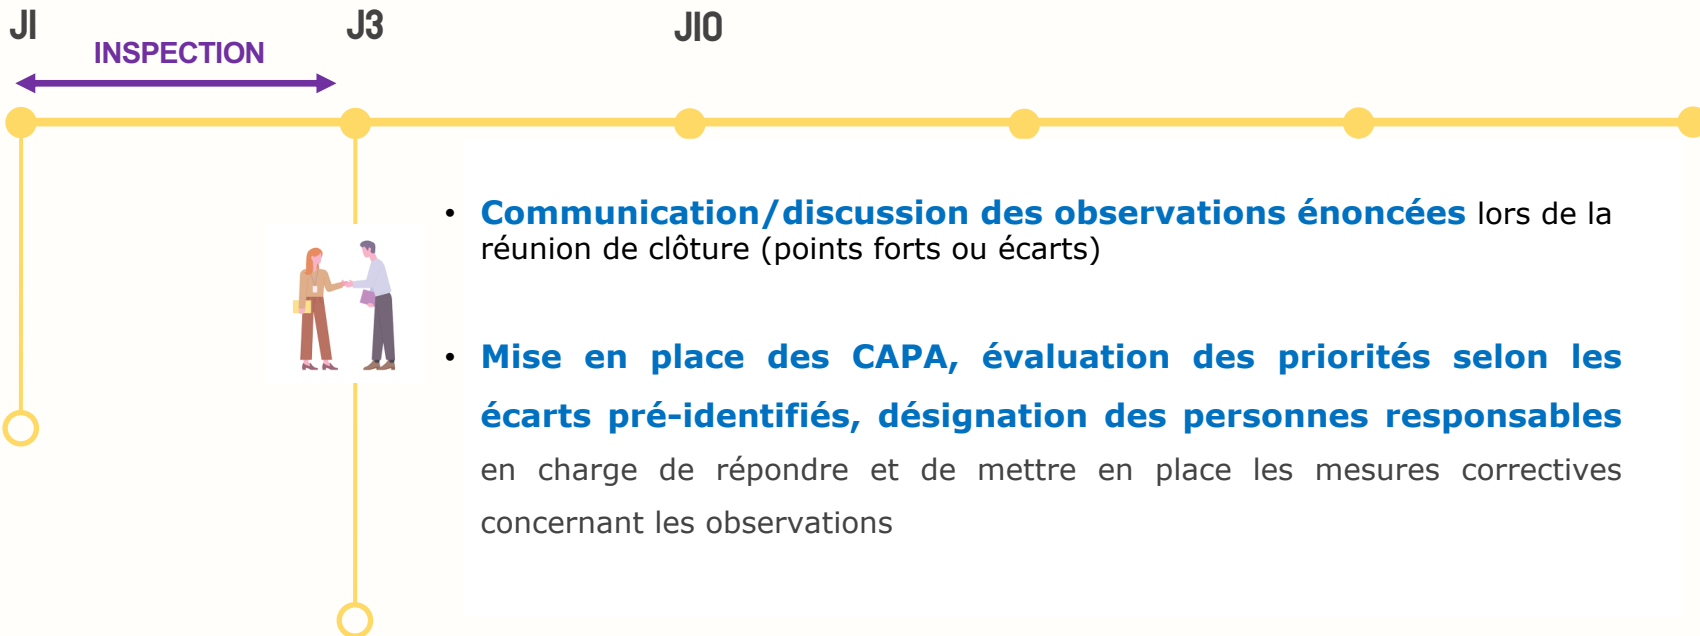 J1
J3
J10
INSPECTION
• Communication/discussion des observations énoncées lors de la
réunion de clôture (points forts ou écarts)
• Mise en place des CAPA, évaluation des priorités selon les
écarts pré-identifiés, désignation des personnes responsables
en charge de répondre et de mettre en place les mesures correctives
concernant les observations